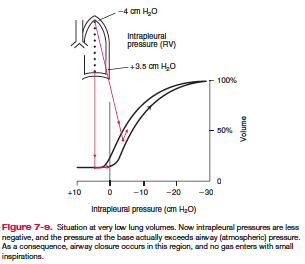 -4 cm H₂O
Intrapleural
pressure (RV)
+3.5 cm H₂O
100%
50%
0
Volume
+10 0 -10 -20 -30
Intrapleural pressure (cm H₂O)
Figure 7-9. Situation at very low lung volumes. Now intrapleural pressures are less
negative, and the pressure at the base actually exceeds airway (atmospheric) pressure.
As a consequence, airway closure occurs in this region, and no gas enters with small
inspirations.